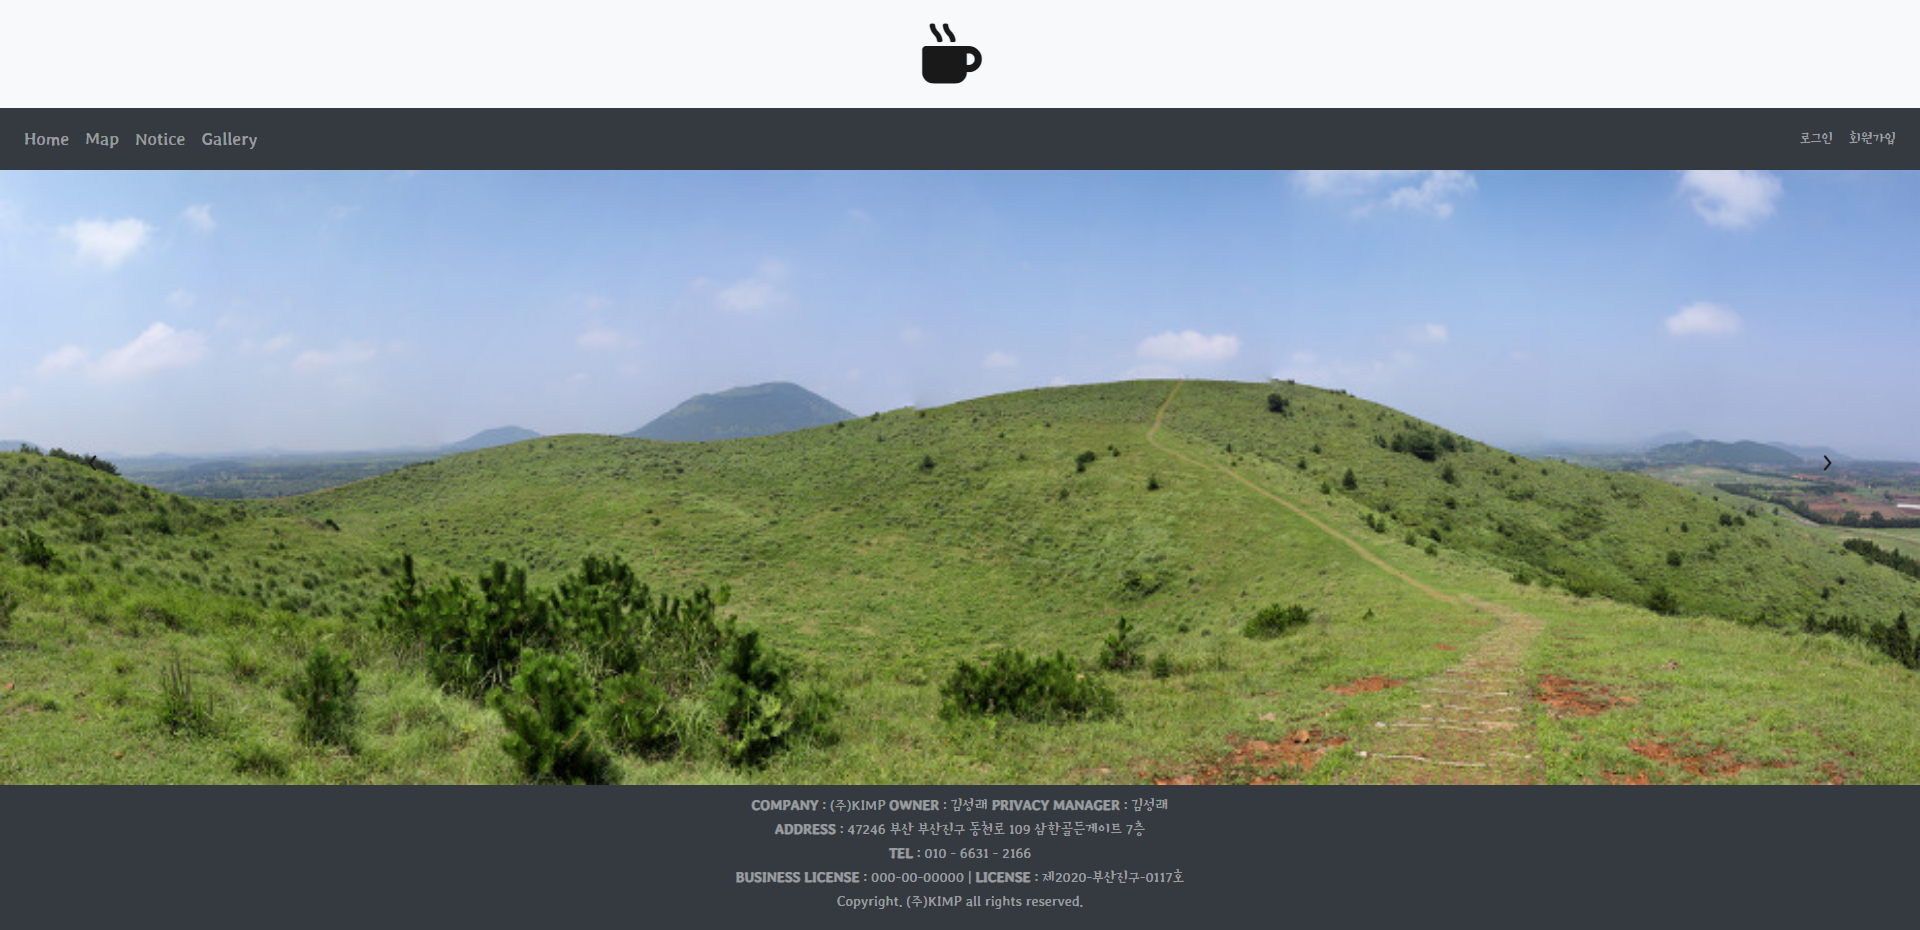 Home Map Notice Gallery 로그인 회원가입
COMPANY : (주)KIMP OWNER : 김성래 PRIVACY MANAGER : 김성래
ADDRESS : 47246 부산 부산진구 동천로 109 삼한골든게이트 7층
TEL : 010 - 6631 - 2166
BUSINESS LICENSE : 000-00-00000 | LICENSE : 제2020-부산진구-0117호
Copyright. (주)KIMP all rights reserved.